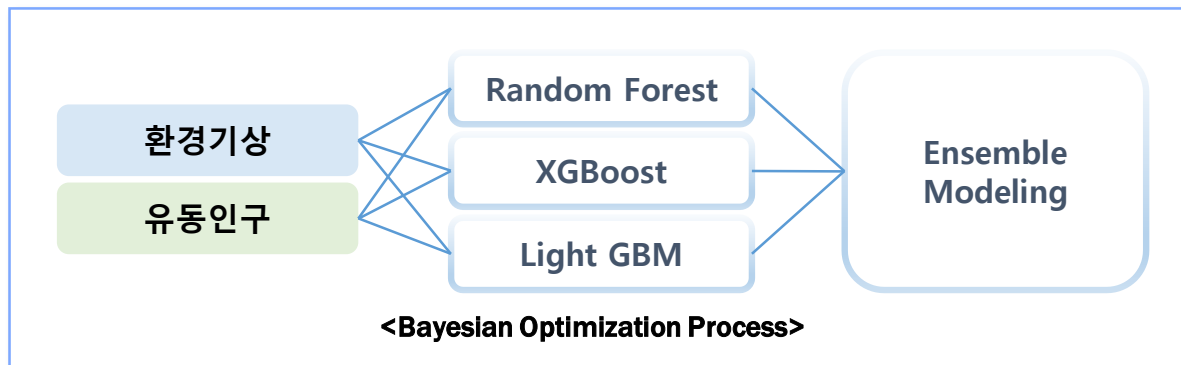 환경기상
유동인구
Random Forest
XGBoost
Light GBM
Ensemble
Modeling
<Bayesian Optimization Process>